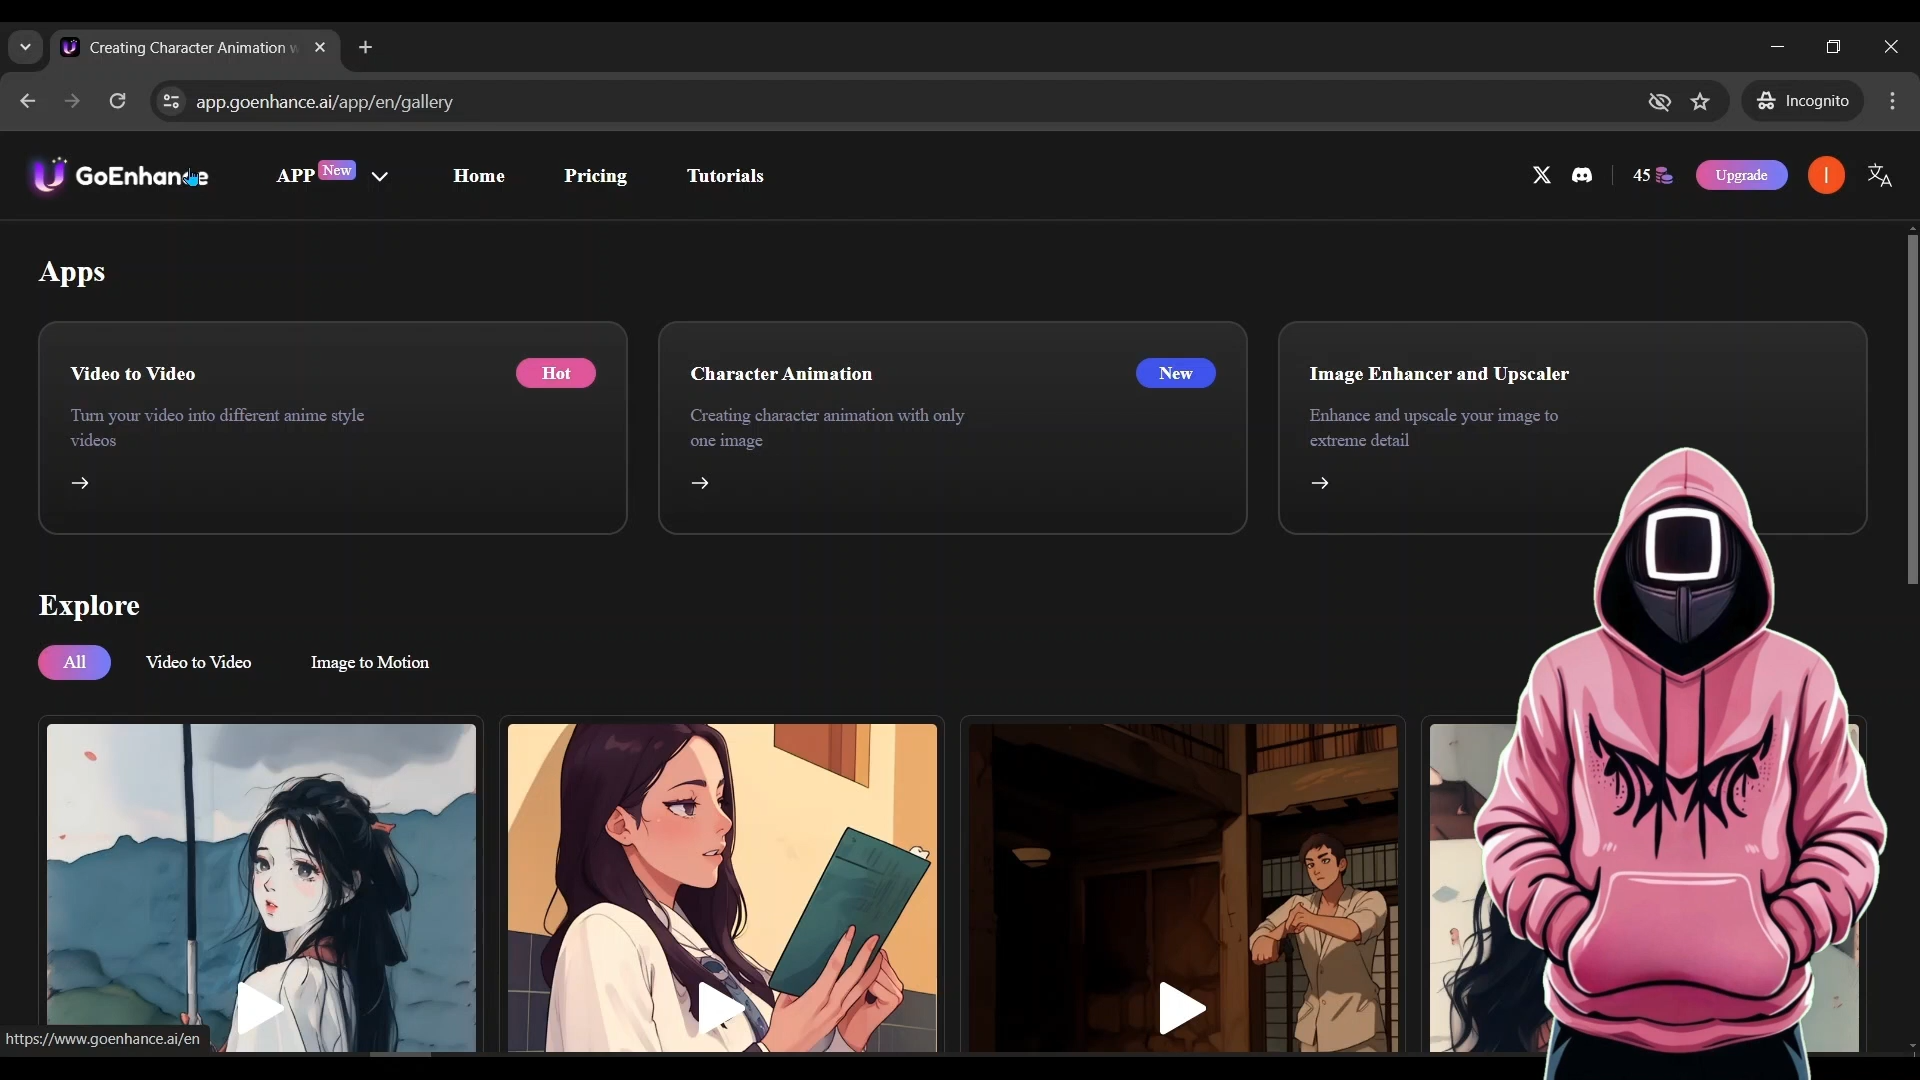 Creating Character Animation w
app.goenhance.ai/app/en/gallery
Incognito
GoEnhance
APP New
Home
Pricing
Tutorials
45
Upgrade
I
文A
Apps
Video to Video
Hot
Turn your video into different anime style
videos
Character Animation
New
Creating character animation with only
one image
Image Enhancer and Upscaler
Enhance and upscale your image to
extreme detail
Explore
All
Video to Video
Image to Motion
https://www.goenhance.ai/en